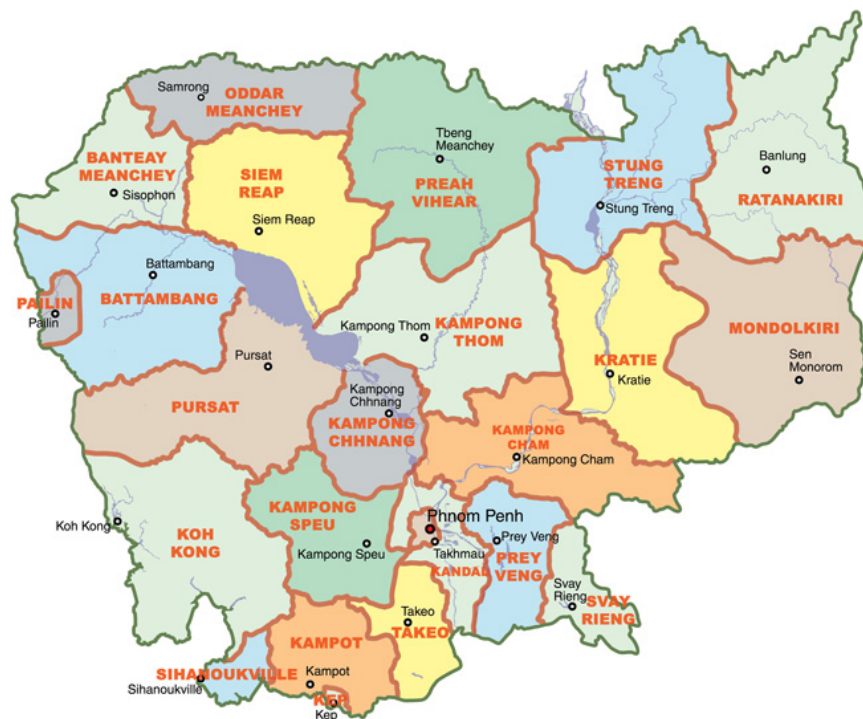 Samrong
ODDAR
MEANCHEY
Tbeng
Meanchey
PREAH
VIHEAR
STUNG
TRENG
Stung Treng
Banlung
RATANAKIRI
BANTEAY
MEANCHEY
Sisophon
SIEM
REAP
Siem Reap
Battambang
BATTAMBANG
PAILIN
Pailin
Kampong Thom
KAMPONG
THOM
KRATIE
Kratie
MONDOLKIRI
Sen
Monorom
Pursat
PURSAT
Kampong
Chhnang
KAMPONG
CHHNANG
KAMPONG
CHAM
Kampong Cham
Koh Kong
KOH
KONG
KAMPONG
SPEU
Kampong Speu
Phnom Penh
Takhmau
KANDAL
Prey Veng
PREY
VENG
Svay
Rieng
SVAY
RIENG
Takeo
TAKEO
KAMPOT
Kampot
SIHANOUKVILLE
Sihanoukville
KEP
Kep